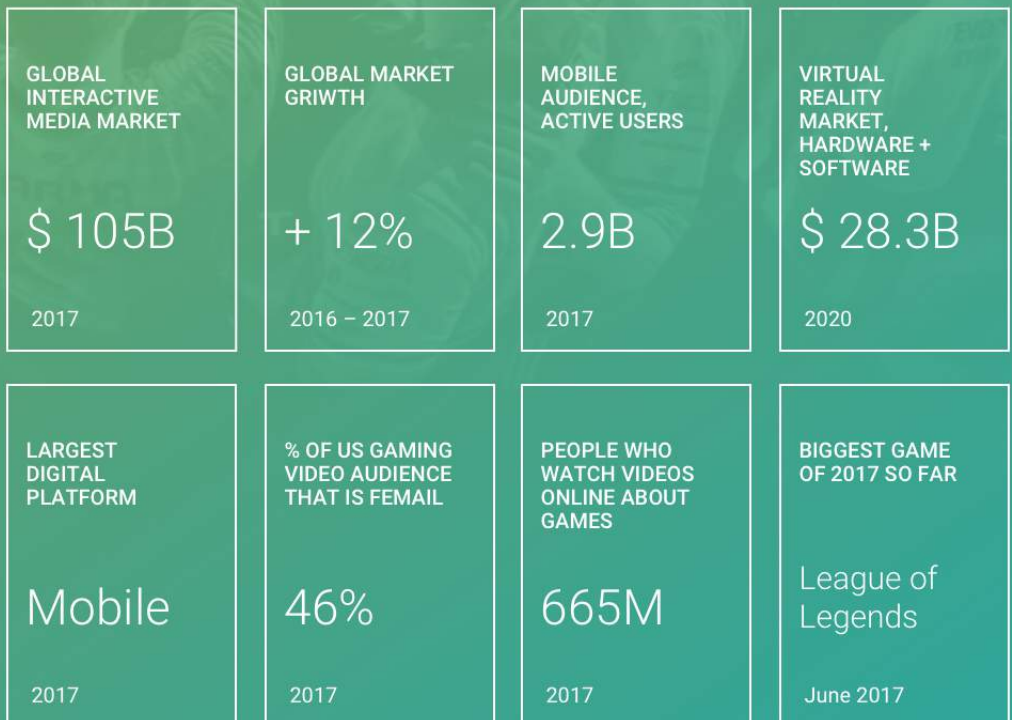 GLOBAL
INTERACTIVE
MEDIA MARKET
$ 105B
2017
GLOBAL MARKET
GRIWTH
+ 12%
2016 – 2017
MOBILE
AUDIENCE,
ACTIVE USERS
2.9B
2017
VIRTUAL
REALITY
MARKET,
HARDWARE +
SOFTWARE
$ 28.3B
2020
LARGEST
DIGITAL
PLATFORM
Mobile
2017
% OF US GAMING
VIDEO AUDIENCE
THAT IS FEMAIL
46%
2017
PEOPLE WHO
WATCH VIDEOS
ONLINE ABOUT
GAMES
665M
2017
BIGGEST GAME
OF 2017 SO FAR
League of
Legends
June 2017